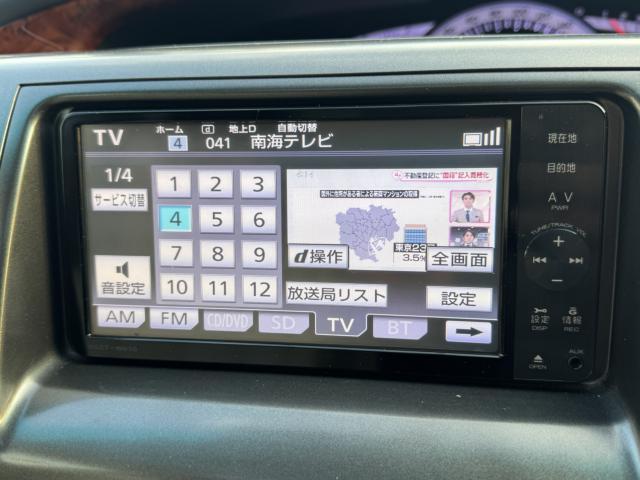 TV
ホーム 4
d 地上D 自動切替
041 南海テレビ
1/4
サービス切替
1 2 3
4 5 6
7 8 9
10 11 12
音設定
不動産登記に"国籍"記入義務化
東京23
3.5%
d操作
全画面
放送局リスト
設定
AM FM CD/DVD SD TV BT
現在地
目的地
AV
PWR
TUNE/TRACK VOL
+
−
設定 情報
DISP REC
OPEN
AUX